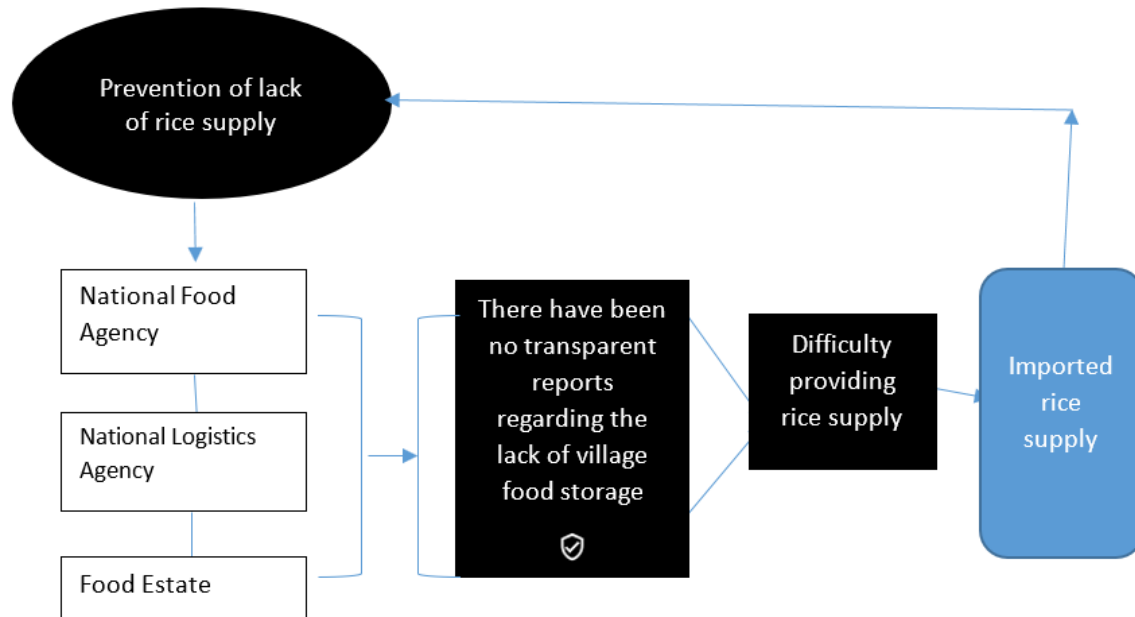 Prevention of lack
of rice supply
National Food
Agency
National Logistics
Agency
Food Estate
There have been
no transparent
reports
regarding the
lack of village
food storage
Difficulty
providing
rice supply
Imported
rice
supply